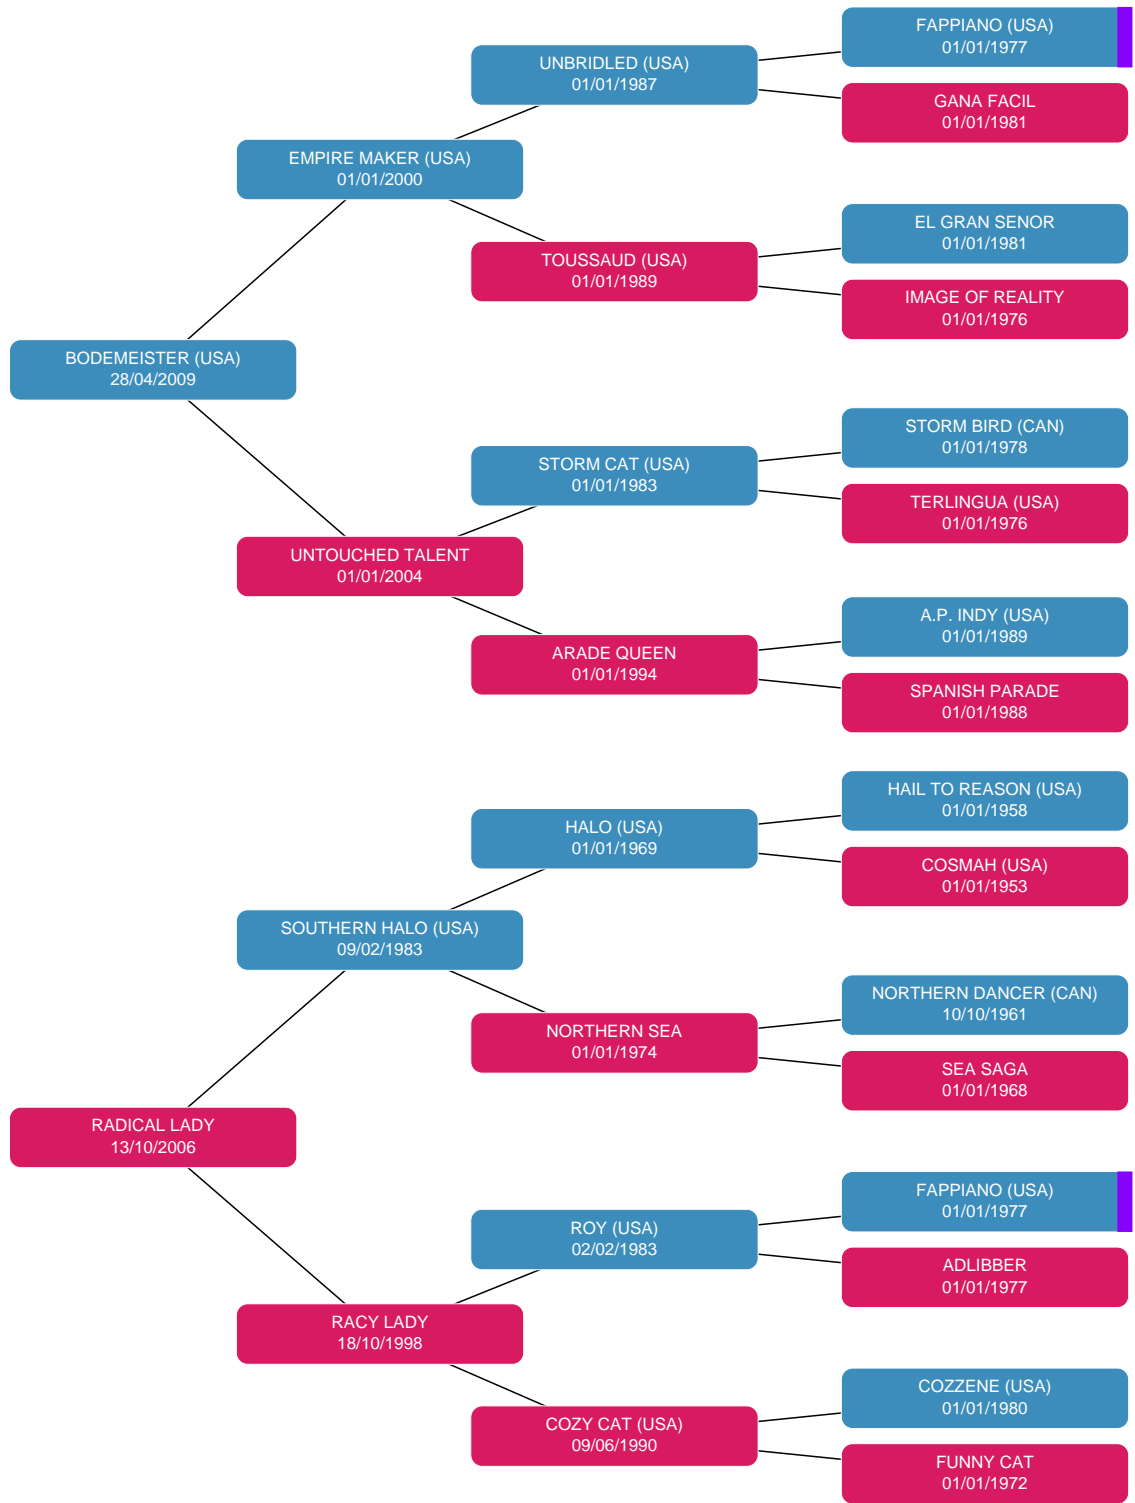 FAPPIANO (USA)
01/01/1977
UNBRIDLED (USA)
01/01/1987
GANA FACIL
01/01/1981
EMPIRE MAKER (USA)
01/01/2000
EL GRAN SENOR
01/01/1981
TOUSSAUD (USA)
01/01/1989
IMAGE OF REALITY
01/01/1976
BODEMEISTER (USA)
28/04/2009
STORM BIRD (CAN)
01/01/1978
STORM CAT (USA)
01/01/1983
TERLINGUA (USA)
01/01/1976
UNTOUCHED TALENT
01/01/2004
A.P. INDY (USA)
01/01/1989
ARADE QUEEN
01/01/1994
SPANISH PARADE
01/01/1988
HAIL TO REASON (USA)
01/01/1958
HALO (USA)
01/01/1969
COSMAH (USA)
01/01/1953
SOUTHERN HALO (USA)
09/02/1983
NORTHERN DANCER (CAN)
10/10/1961
NORTHERN SEA
01/01/1974
SEA SAGA
01/01/1968
RADICAL LADY
13/10/2006
FAPPIANO (USA)
01/01/1977
ROY (USA)
02/02/1983
ADLIBBER
01/01/1977
RACY LADY
18/10/1998
COZZENE (USA)
01/01/1980
COZY CAT (USA)
09/06/1990
FUNNY CAT
01/01/1972